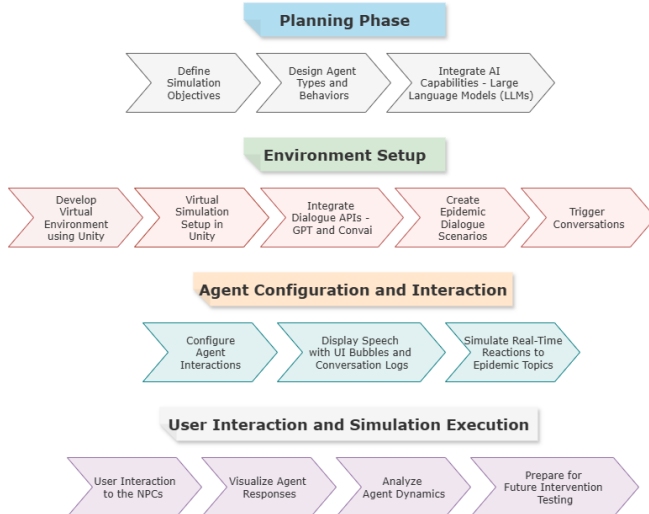 Planning Phase
Define
Simulation
Objectives
Design Agent
Types and
Behaviors
Integrate AI
Capabilities - Large
Language Models (LLMs)
Environment Setup
Develop
Virtual
Environment
using Unity
Virtual
Simulation
Setup in
Unity
Integrate
Dialogue APIs -
GPT and Convai
Create
Epidemic
Dialogue
Scenarios
Trigger
Conversations
Agent Configuration and Interaction
Configure
Agent
Interactions
Display Speech
with UI Bubbles and
Conversation Logs
Simulate Real-Time
Reactions to
Epidemic Topics
User Interaction and Simulation Execution
User Interaction
to the NPCs
Visualize Agent
Responses
Analyze
Agent Dynamics
Prepare for
Future Intervention
Testing